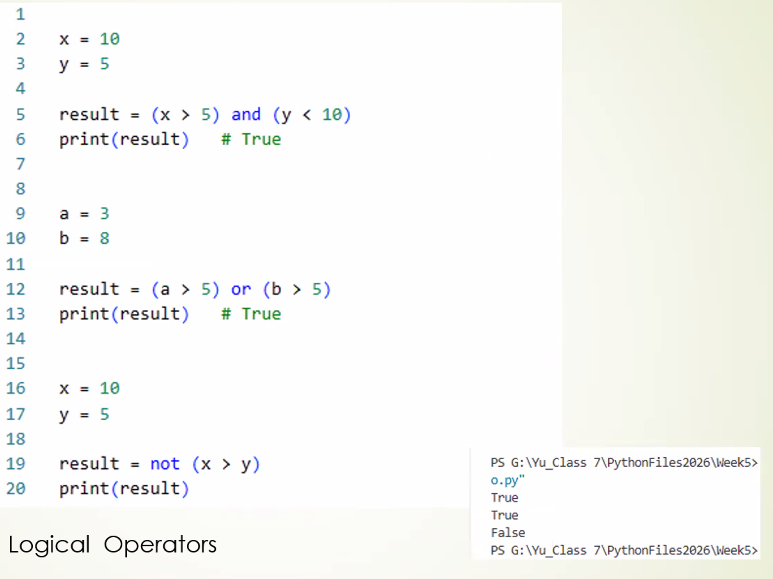 1
2 x = 10
3 y = 5
4
5 result = (x > 5) and (y < 10)
6 print(result) # True
7
8
9 a = 3
10 b = 8
11
12 result = (a > 5) or (b > 5)
13 print(result) # True
14
15
16 x = 10
17 y = 5
18
19 result = not (x > y)
20 print(result)
PS G:\Yu_Class 7\PythonFiles2026\Week5>
o.py"
True
True
False
PS G:\Yu_Class 7\PythonFiles2026\Week5>
Logical Operators